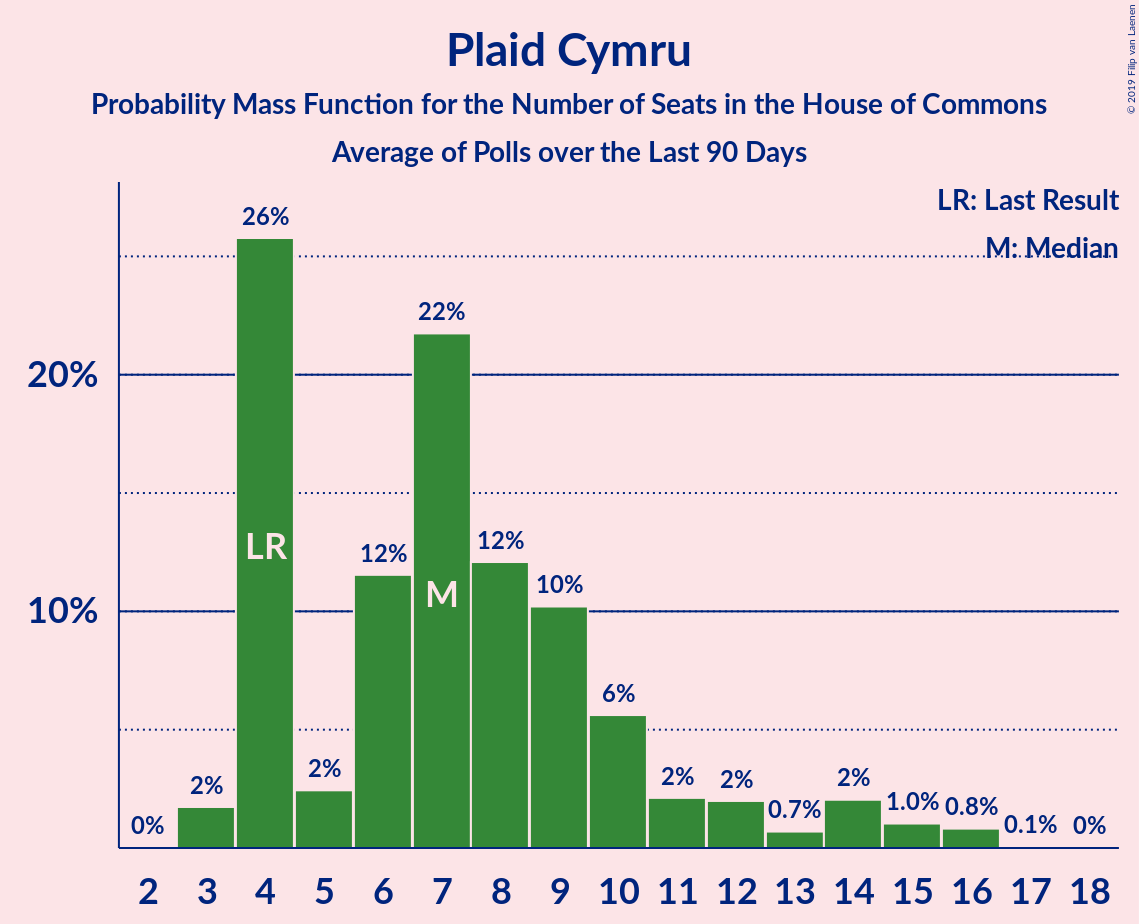 Plaid Cymru
Probability Mass Function for the Number of Seats in the House of Commons
Average of Polls over the Last 90 Days
© 2019 Filip van Laenen
LR: Last Result
M: Median
26%
22%
20%
LR
12%
12%
M
10%
10%
6%
2%
2%
2%
2%
2%
0.7%
1.0%
0.8%
0%
0.1%
0%
2 3 4 5 6 7 8 9 10 11 12 13 14 15 16 17 18